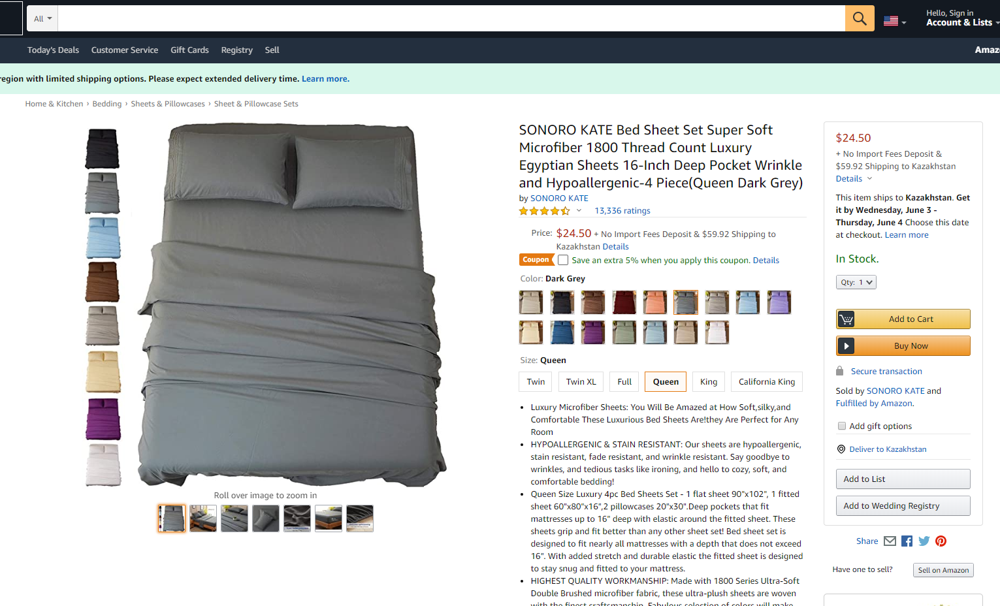 All
Hello, Sign in
Account & Lists
Today's Deals
Customer Service
Gift Cards
Registry
Sell
Amaz
region with limited shipping options. Please expect extended delivery time. Learn more.
Home & Kitchen › Bedding › Sheets & Pillowcases › Sheet & Pillowcase Sets
Roll over image to zoom in
SONORO KATE Bed Sheet Set Super Soft
Microfiber 1800 Thread Count Luxury
Egyptian Sheets 16-Inch Deep Pocket Wrinkle
and Hypoallergenic-4 Piece(Queen Dark Grey)
by SONORO KATE
13,336 ratings
Price: $24.50 + No Import Fees Deposit & $59.92 Shipping to
Kazakhstan Details
Coupon Save an extra 5% when you apply this coupon. Details
Color: Dark Grey
Size: Queen
Twin
Twin XL
Full
Queen
King
California King
• Luxury Microfiber Sheets: You Will Be Amazed at How Soft,silky,and
Comfortable These Luxurious Bed Sheets Are!they Are Perfect for Any
Room
• HYPOALLERGENIC & STAIN RESISTANT: Our sheets are hypoallergenic,
stain resistant, fade resistant, and wrinkle resistant. Say goodbye to
wrinkles, and tedious tasks like ironing, and hello to cozy, soft, and
comfortable bedding!
• Queen Size Luxury 4pc Bed Sheets Set - 1 flat sheet 90"x102", 1 fitted
sheet 60"x80"x16",2 pillowcases 20"x30".Deep pockets that fit
mattresses up to 16" deep with elastic around the fitted sheet. These
sheets grip and fit better than any other sheet set! Bed sheet set is
designed to fit nearly all mattresses with a depth that does not exceed
16". With added stretch and durable elastic the fitted sheet is designed
to stay snug and fitted to your mattress.
• HIGHEST QUALITY WORKMANSHIP: Made with 1800 Series Ultra-Soft
Double Brushed microfiber fabric, these ultra-plush sheets are woven
with the finest craftsmanship. Fabulous selection of colors will make
$24.50
+ No Import Fees Deposit &
$59.92 Shipping to Kazakhstan
Details
This item ships to Kazakhstan. Get
it by Wednesday, June 3 -
Thursday, June 4 Choose this date
at checkout. Learn more
In Stock.
Qty: 1
Add to Cart
Buy Now
Secure transaction
Sold by SONORO KATE and
Fulfilled by Amazon.
Add gift options
Deliver to Kazakhstan
Add to List
Add to Wedding Registry
Share
Have one to sell?
Sell on Amazon